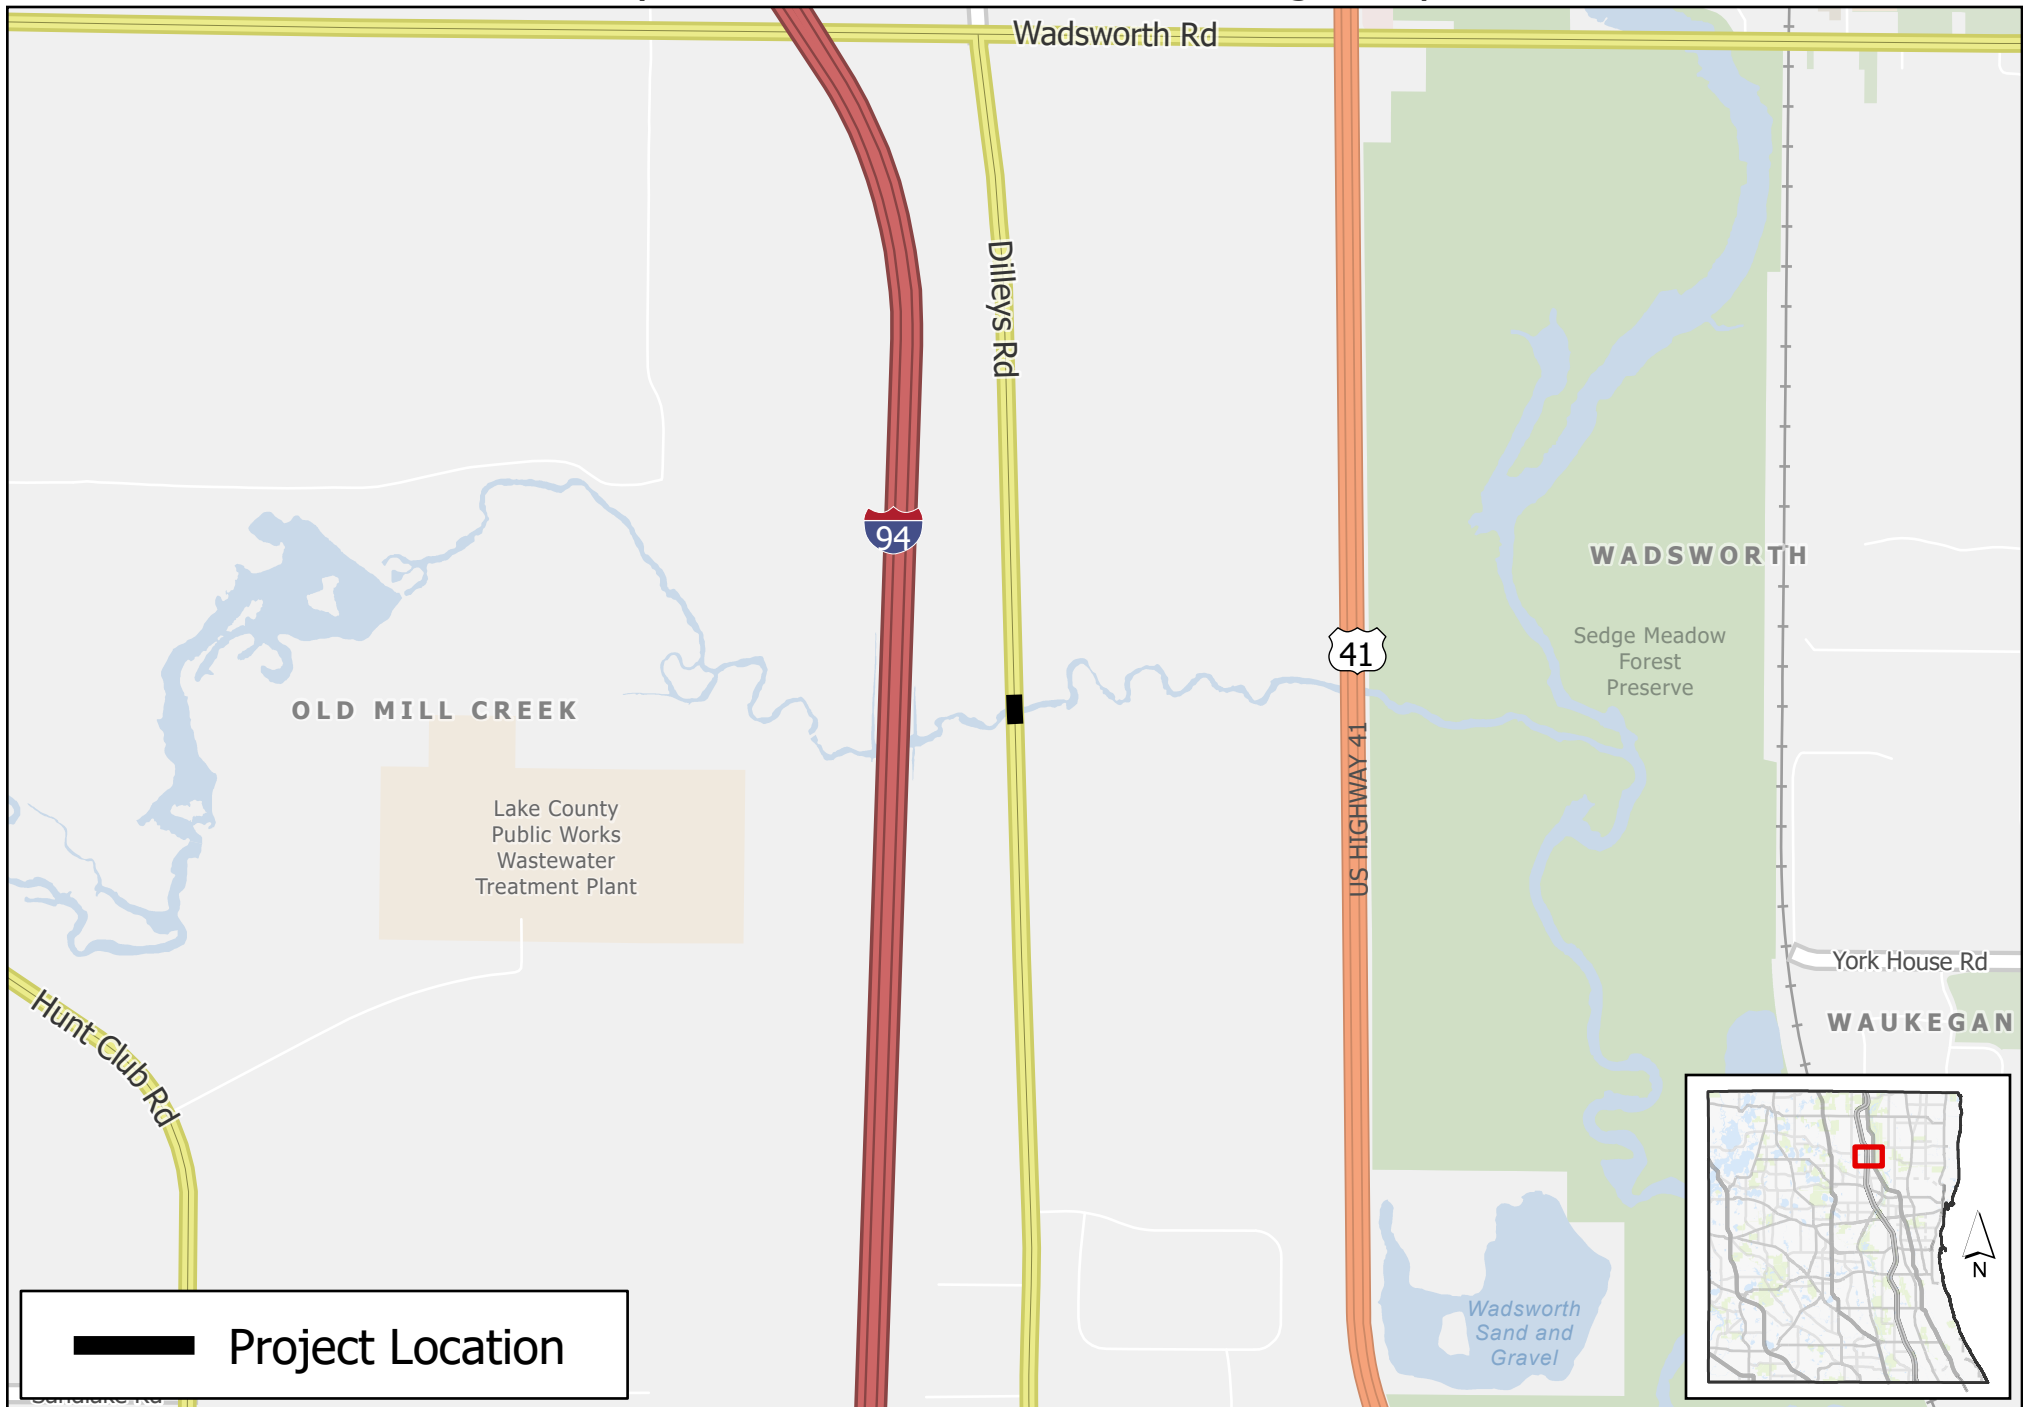 Wadsworth Rd
Dilleys Rd
94
WADSWORTH
41
Sedge Meadow
Forest
Preserve
OLD MILL CREEK
US HIGHWAY 41
Lake County
Public Works
Wastewater
Treatment Plant
York House Rd
WAUKEGAN
Hunt Club Rd
N
Wadsworth
Sand and
Gravel
Project Location